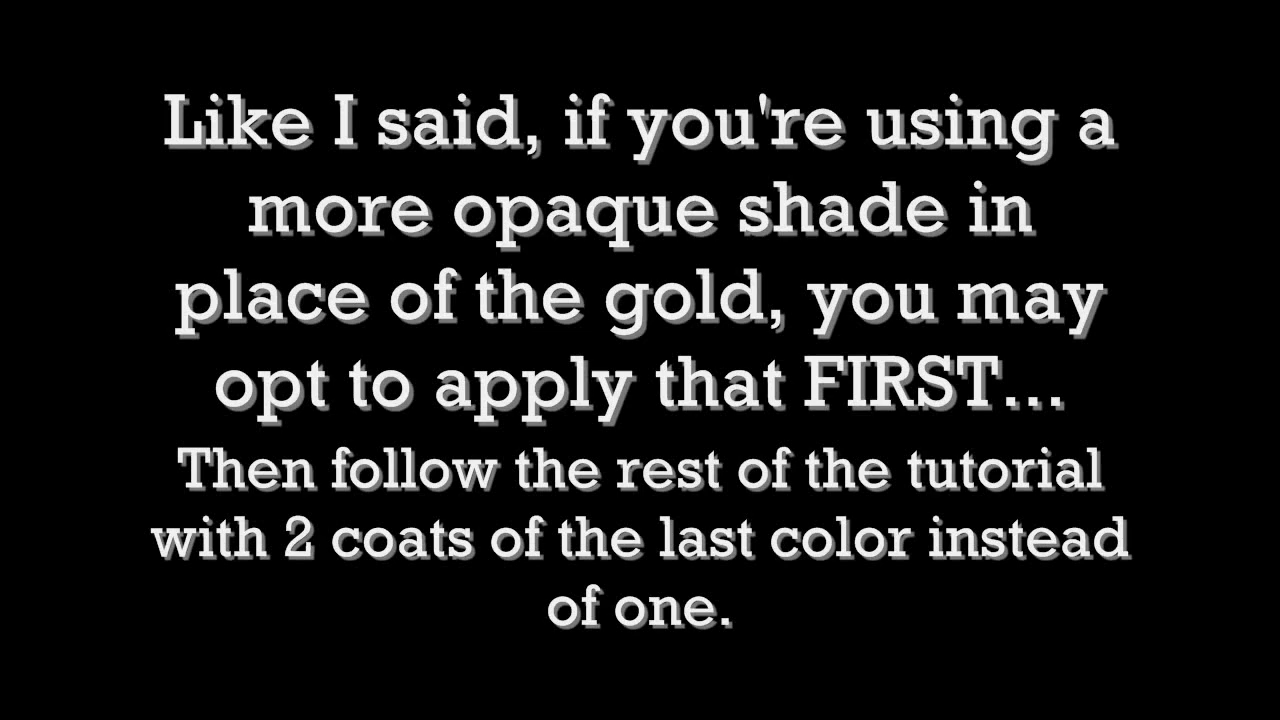 Like I said, if you're using a
more opaque shade in
place of the gold, you may
opt to apply that FIRST...
Then follow the rest of the tutorial
with 2 coats of the last color instead
of one.